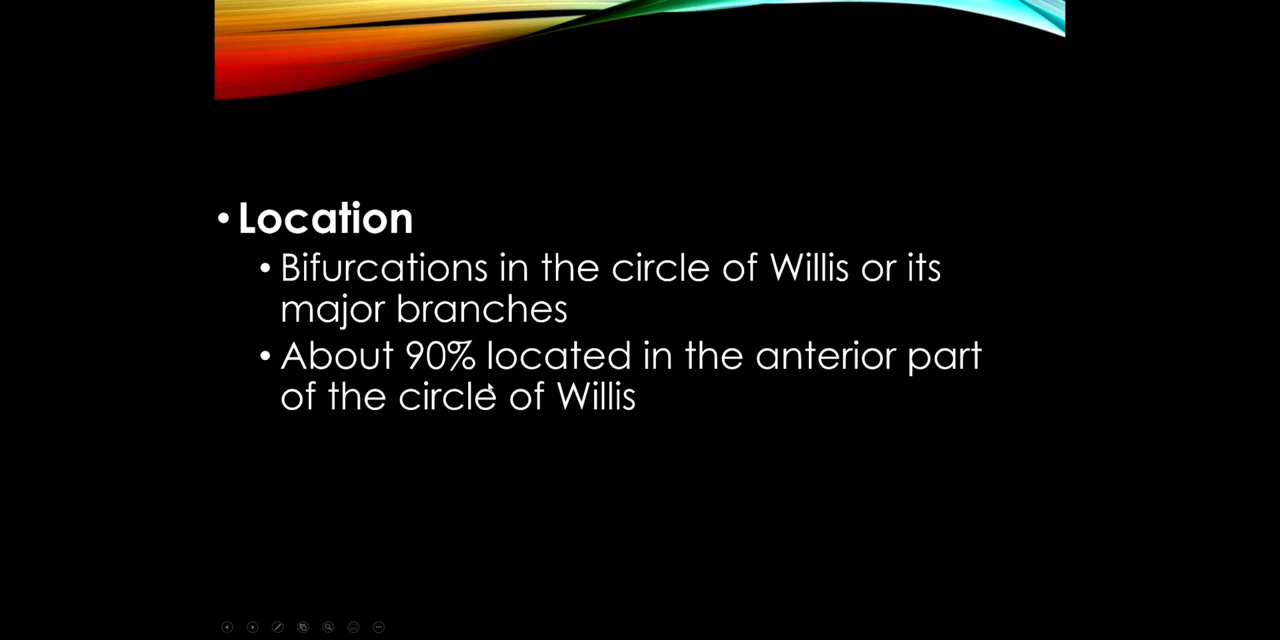 • Location
• Bifurcations in the circle of Willis or its
major branches
• About 90% located in the anterior part
of the circle of Willis